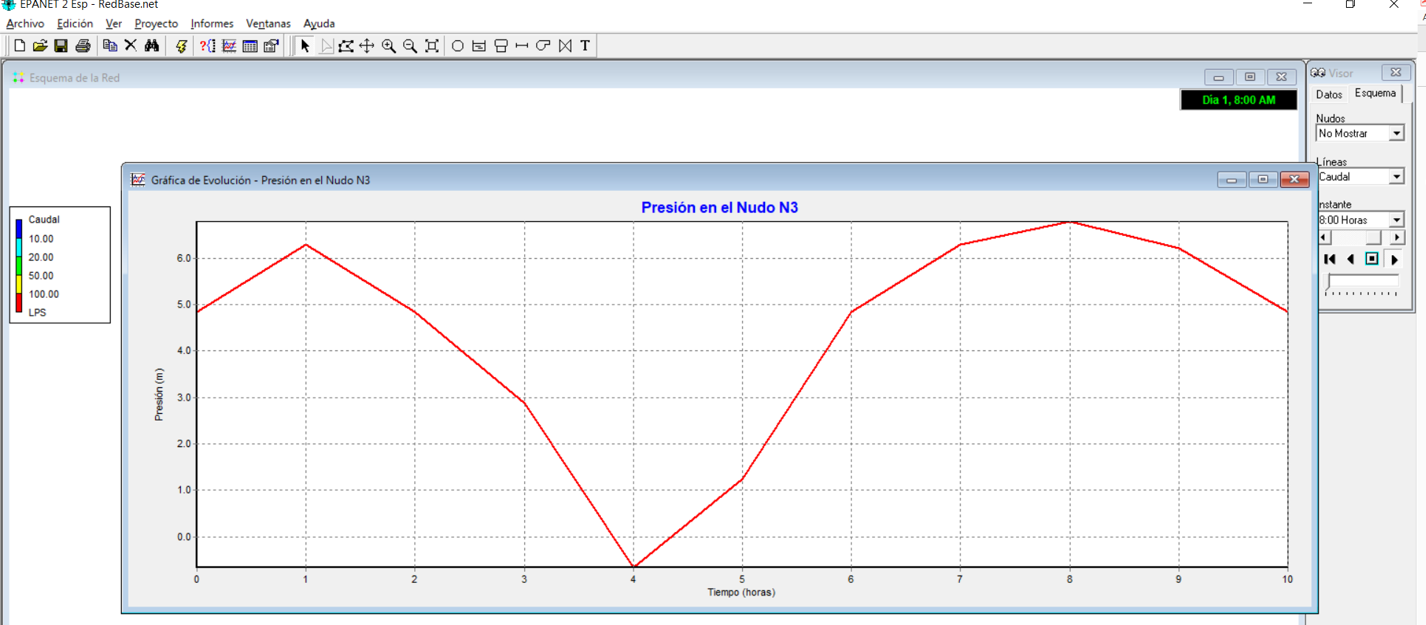 EPANET 2 Esp - RedBase.net
Archivo Edición Ver Proyecto Informes Ventanas Ayuda
?
T
Esquema de la Red
Día 1, 8:00 AM
Caudal
10.00
20.00
50.00
100.00
LPS
Gráfica de Evolución - Presión en el Nudo N3
Presión en el Nudo N3
Presión (m)
6.0
5.0
4.0
3.0
2.0
1.0
0.0
0 1 2 3 4 5 6 7 8 9 10
Tiempo (horas)
Visor
Datos Esquema
Nudos
No Mostrar
Líneas
Caudal
nstante
8:00 Horas